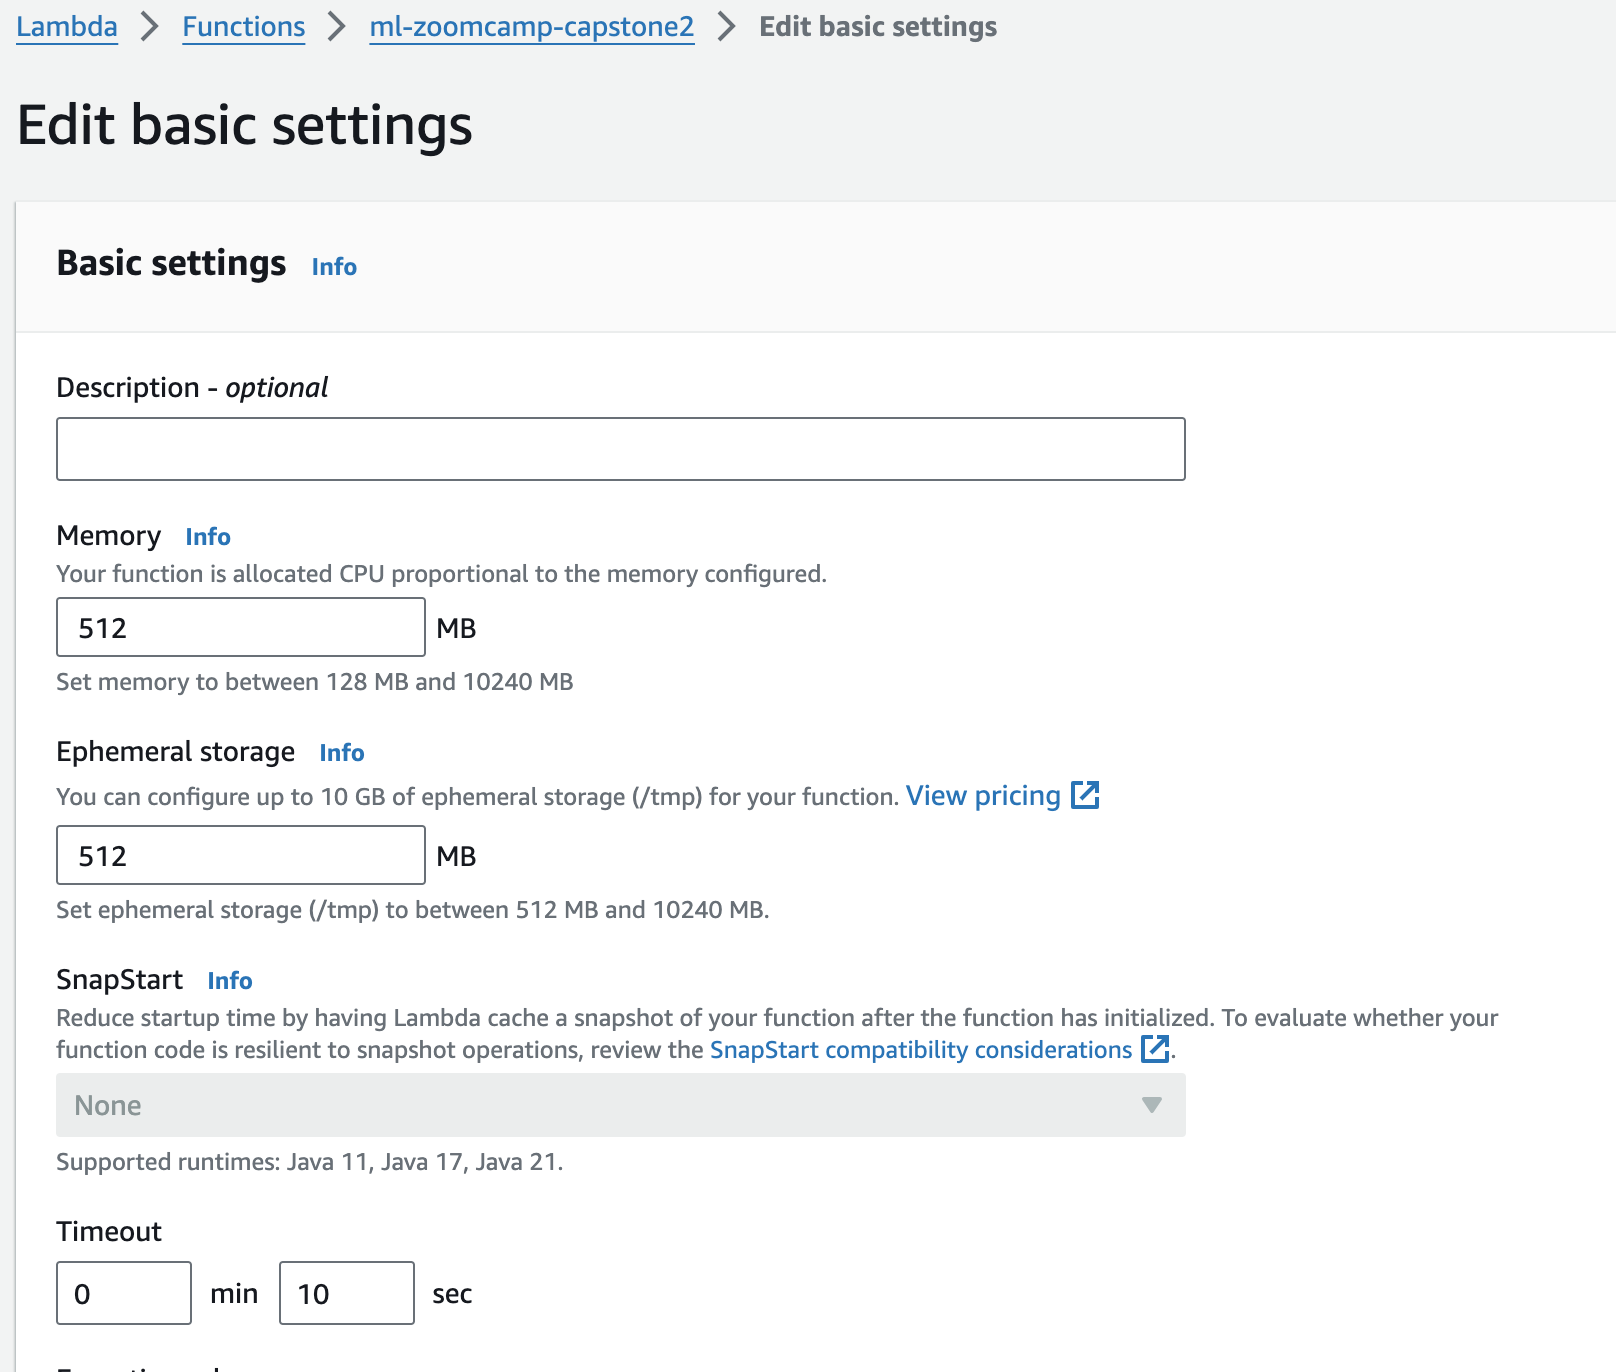 Lambda > Functions > ml-zoomcamp-capstone2 > Edit basic settings
Edit basic settings
Basic settings Info
Description - optional
Memory Info
Your function is allocated CPU proportional to the memory configured.
512 MB
Set memory to between 128 MB and 10240 MB
Ephemeral storage Info
You can configure up to 10 GB of ephemeral storage (/tmp) for your function. View pricing
512 MB
Set ephemeral storage (/tmp) to between 512 MB and 10240 MB.
SnapStart Info
Reduce startup time by having Lambda cache a snapshot of your function after the function has initialized. To evaluate whether your
function code is resilient to snapshot operations, review the SnapStart compatibility considerations.
None
Supported runtimes: Java 11, Java 17, Java 21.
Timeout
0 min 10 sec